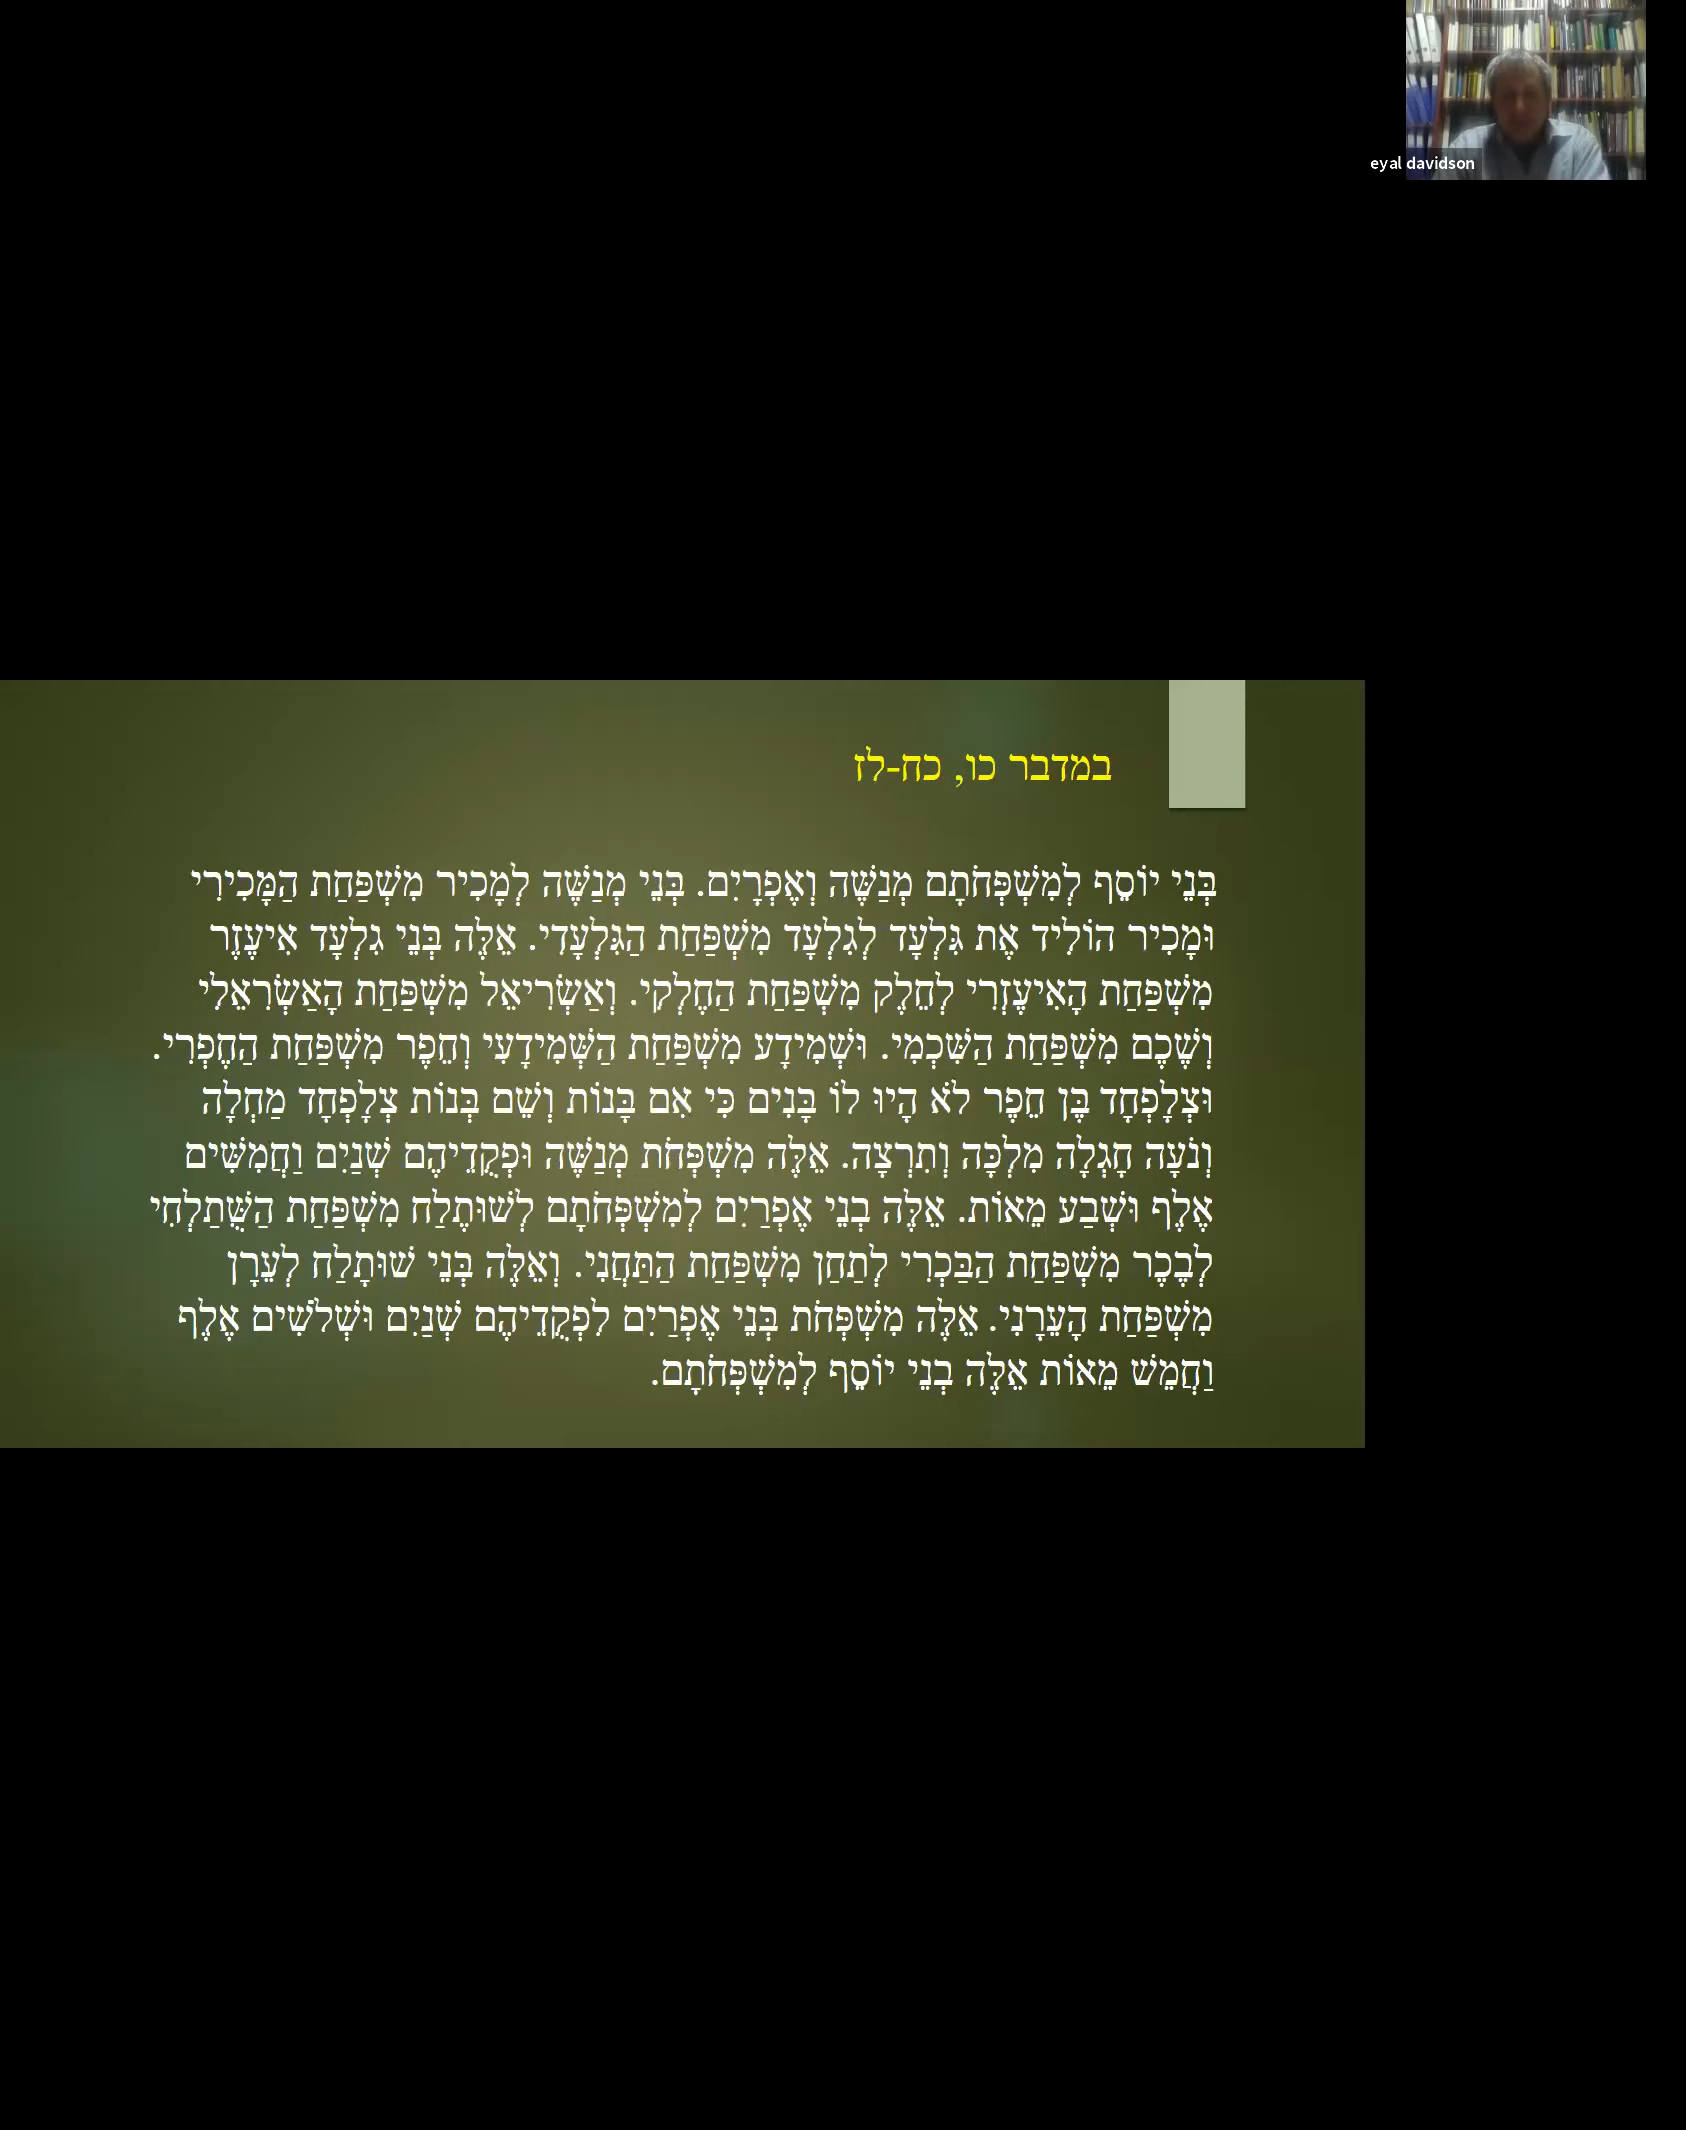 eyal davidson
במדבר כו, כח-לז
בְּנֵי יוֹסֵף לְמִשְׁפְּחֹתָם מְנַשֶּׁה וְאֶפְרָיִם. בְּנֵי מְנַשֶּׁה לְמָכִיר מִשְׁפַּחַת הַמָּכִירִי
וּמָכִיר הוֹלִיד אֶת גִּלְעָד לְגִלְעָד מִשְׁפַּחַת הַגִּלְעָדִי. אֵלֶּה בְּנֵי גִלְעָד אִיעֶזֶר
מִשְׁפַּחַת הָאִיעֶזְרִי לְחֵלֶק מִשְׁפַּחַת הַחֶלְקִי. וְאַשְׂרִיאֵל מִשְׁפַּחַת הָאַשְׂרִאֵלִי
וְשֶׁכֶם מִשְׁפַּחַת הַשִּׁכְמִי. וּשְׁמִידָע מִשְׁפַּחַת הַשְּׁמִידָעִי וְחֵפֶר מִשְׁפַּחַת הַחֶפְרִי.
וּצְלָפְחָד בֶּן חֵפֶר לֹא הָיוּ לוֹ בָּנִים כִּי אִם בָּנוֹת וְשֵׁם בְּנוֹת צְלָפְחָד מַחְלָה
וְנֹעָה חָגְלָה מִלְכָּה וְתִרְצָה. אֵלֶּה מִשְׁפְּחֹת מְנַשֶּׁה וּפְקֻדֵיהֶם שְׁנַיִם וַחֲמִשִּׁים
אֶלֶף וּשְׁבַע מֵאוֹת. אֵלֶּה בְנֵי אֶפְרַיִם לְמִשְׁפְּחֹתָם לְשׁוּתֶלַח מִשְׁפַּחַת הַשֻּׁתַלְחִי
לְבֶכֶר מִשְׁפַּחַת הַבַּכְרִי לְתַחַן מִשְׁפַּחַת הַתַּחֲנִי. וְאֵלֶּה בְּנֵי שׁוּתָלַח לְעֵרָן
מִשְׁפַּחַת הָעֵרָנִי. אֵלֶּה מִשְׁפְּחֹת בְּנֵי אֶפְרַיִם לִפְקֻדֵיהֶם שְׁנַיִם וּשְׁלֹשִׁים אֶלֶף
וַחֲמֵשׁ מֵאוֹת אֵלֶּה בְנֵי יוֹסֵף לְמִשְׁפְּחֹתָם.